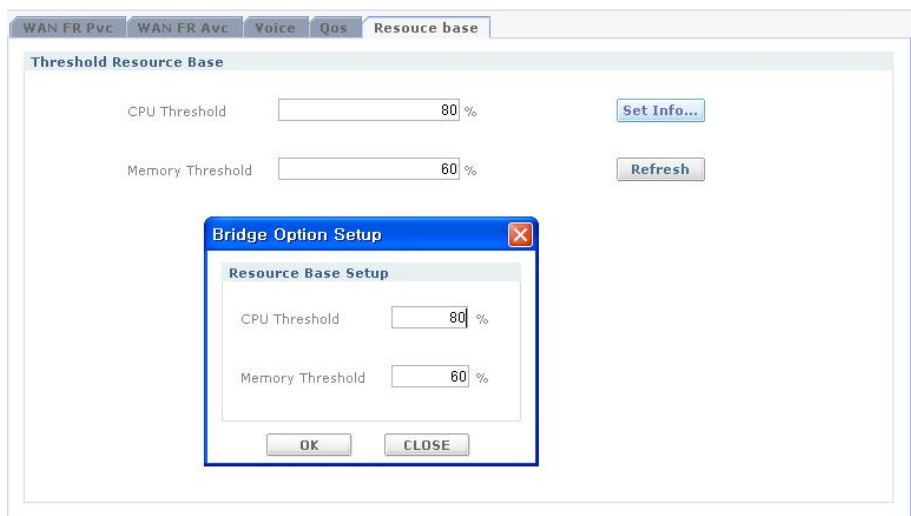 WAN FR Pvc WAN FR Avc Voice Qos Resouce base
Threshold Resource Base
CPU Threshold 80 % Set Info...
Memory Threshold 60 % Refresh
Bridge Option Setup
Resource Base Setup
CPU Threshold 80 %
Memory Threshold 60 %
OK CLOSE